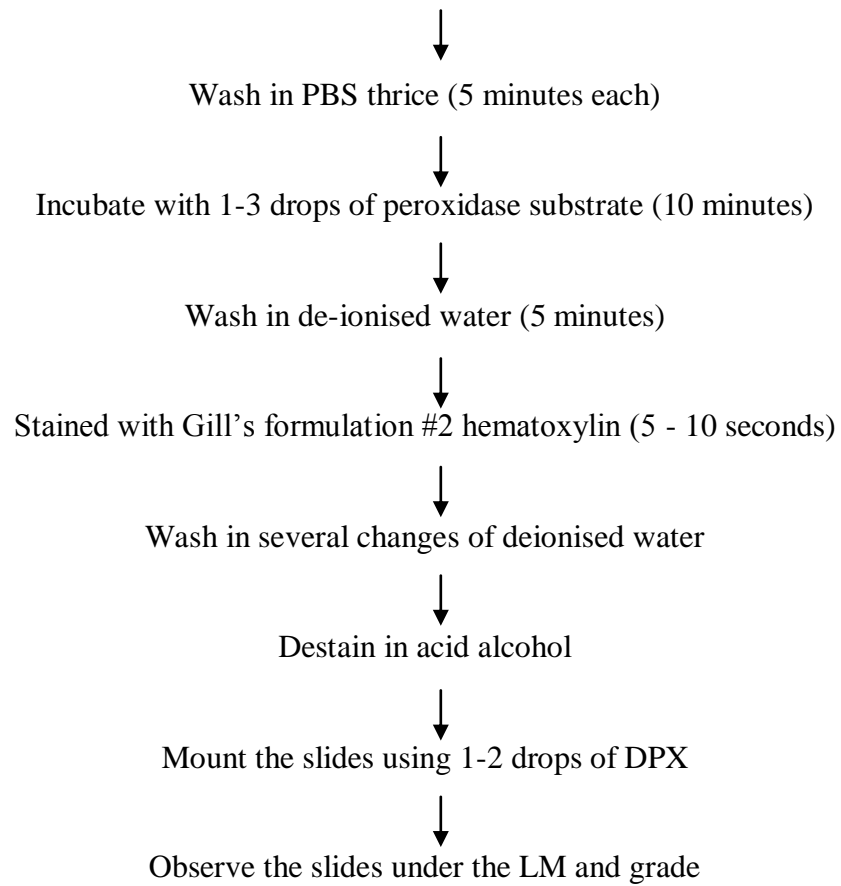 Wash in PBS thrice (5 minutes each)
Incubate with 1-3 drops of peroxidase substrate (10 minutes)
Wash in de-ionised water (5 minutes)
Stained with Gill’s formulation #2 hematoxylin (5 - 10 seconds)
Wash in several changes of deionised water
Destain in acid alcohol
Mount the slides using 1-2 drops of DPX
Observe the slides under the LM and grade